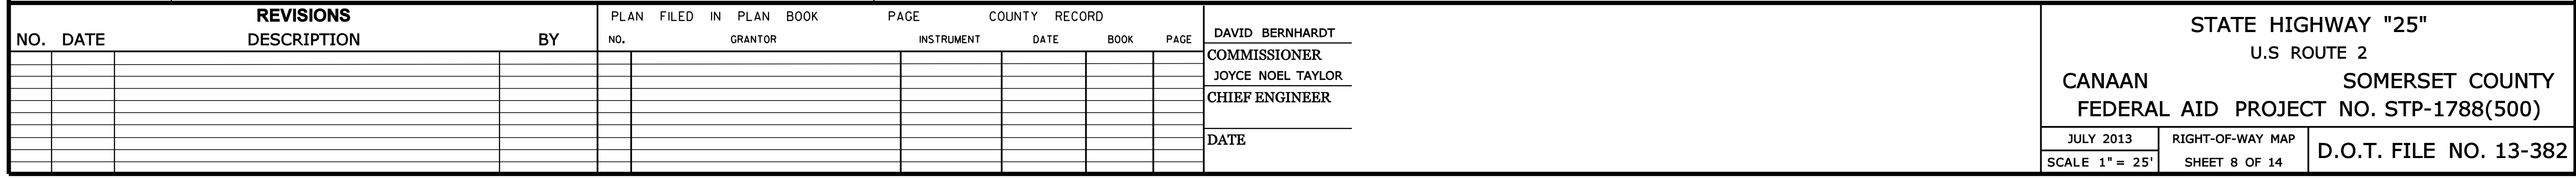 REVISIONS
NO. DATE DESCRIPTION BY
PLAN FILED IN PLAN BOOK PAGE COUNTY RECORD
NO. GRANTOR INSTRUMENT DATE BOOK PAGE
DAVID BERNHARDT
COMMISSIONER
JOYCE NOEL TAYLOR
CHIEF ENGINEER
DATE
STATE HIGHWAY "25"
U.S ROUTE 2
CANAAN SOMERSET COUNTY
FEDERAL AID PROJECT NO. STP-1788(500)
JULY 2013
SCALE 1" = 25'
RIGHT-OF-WAY MAP
SHEET 8 OF 14
D.O.T. FILE NO. 13-382